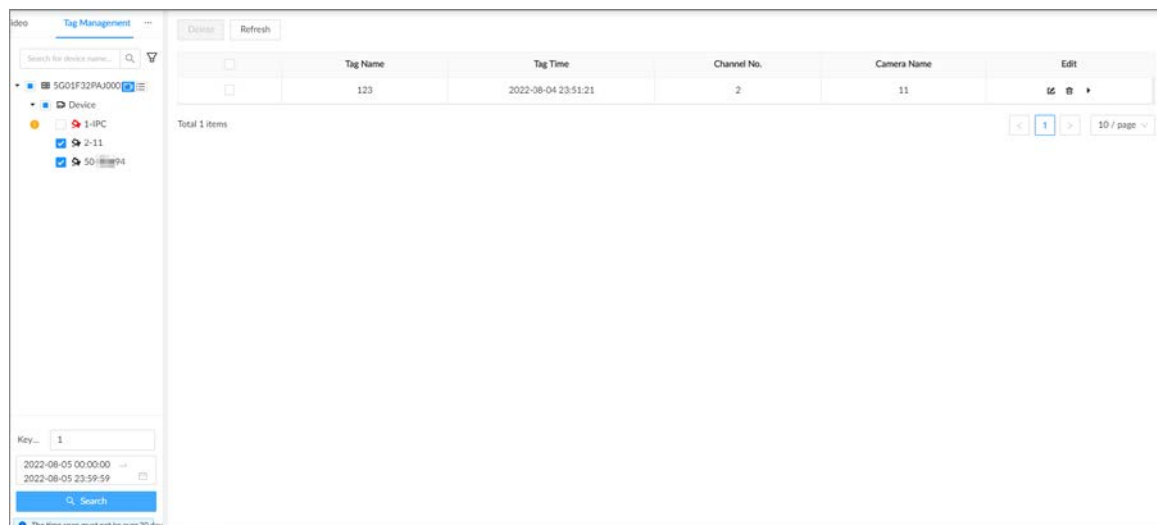 ideo Tag Management ...
Delete Refresh
Search for device name...
5G01F32PAJ000
Device
1-IPC
2-11
50 94
Tag Name Tag Time Channel No. Camera Name Edit
123 2022-08-04 23:51:21 2 11
Total 1 items
< 1 > 10 / page
Key... 1
2022-08-05 00:00:00 →
2022-08-05 23:59:59
Search
The time span must not be over 30 day